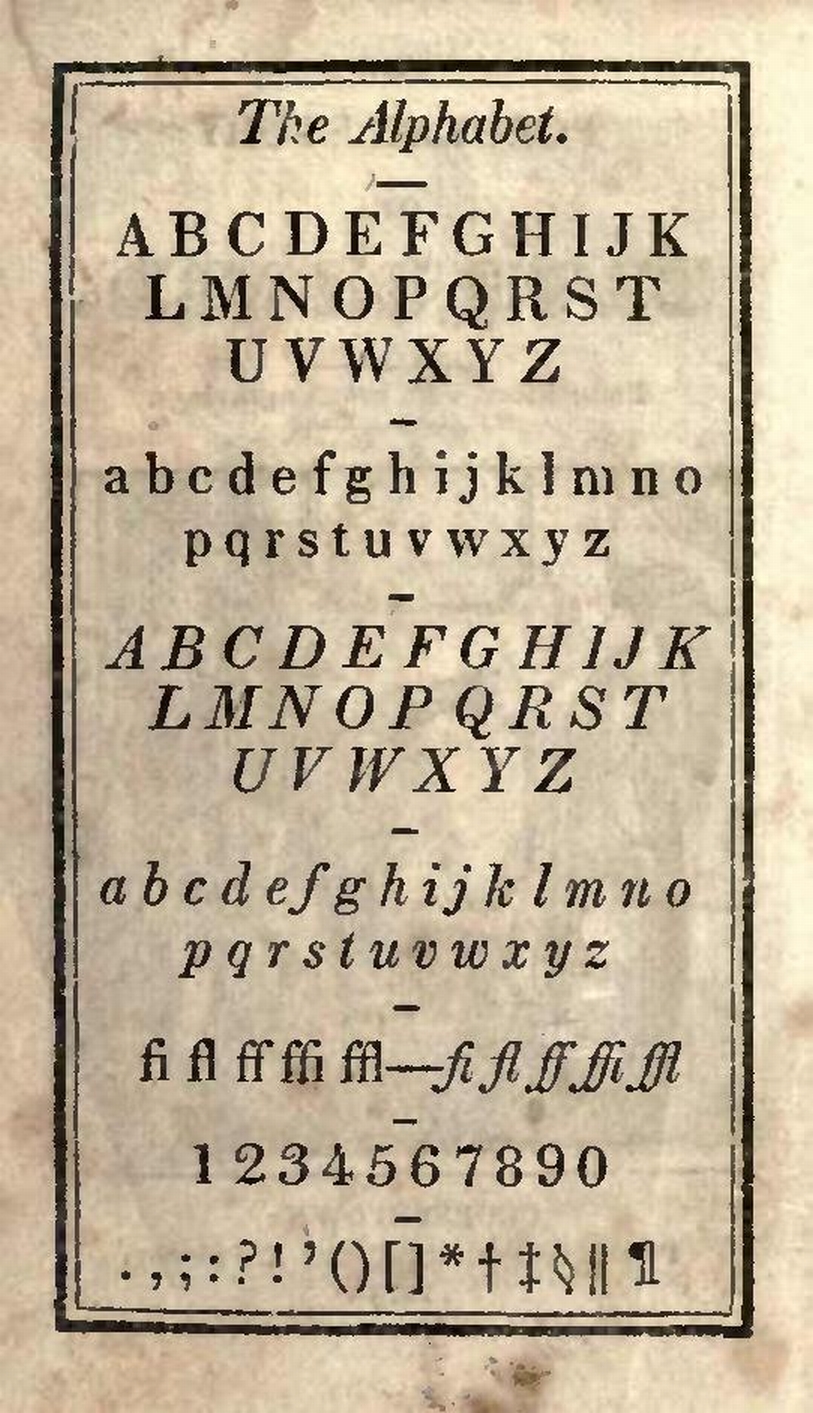 The Alphabet.
A B C D E F G H I J K
L M N O P Q R S T
U V W X Y Z
a b c d e f g h i j k l m n o
p q r s t u v w x y z
A B C D E F G H I J K
L M N O P Q R S T
U V W X Y Z
a b c d e f g h i j k l m n o
p q r s t u v w x y z
fi fl ff ffi ffl—fi fl ff ffi ffl
1 2 3 4 5 6 7 8 9 0
. , ; : ? ! ’ ( ) [ ] * † ‡ § ‖ ¶